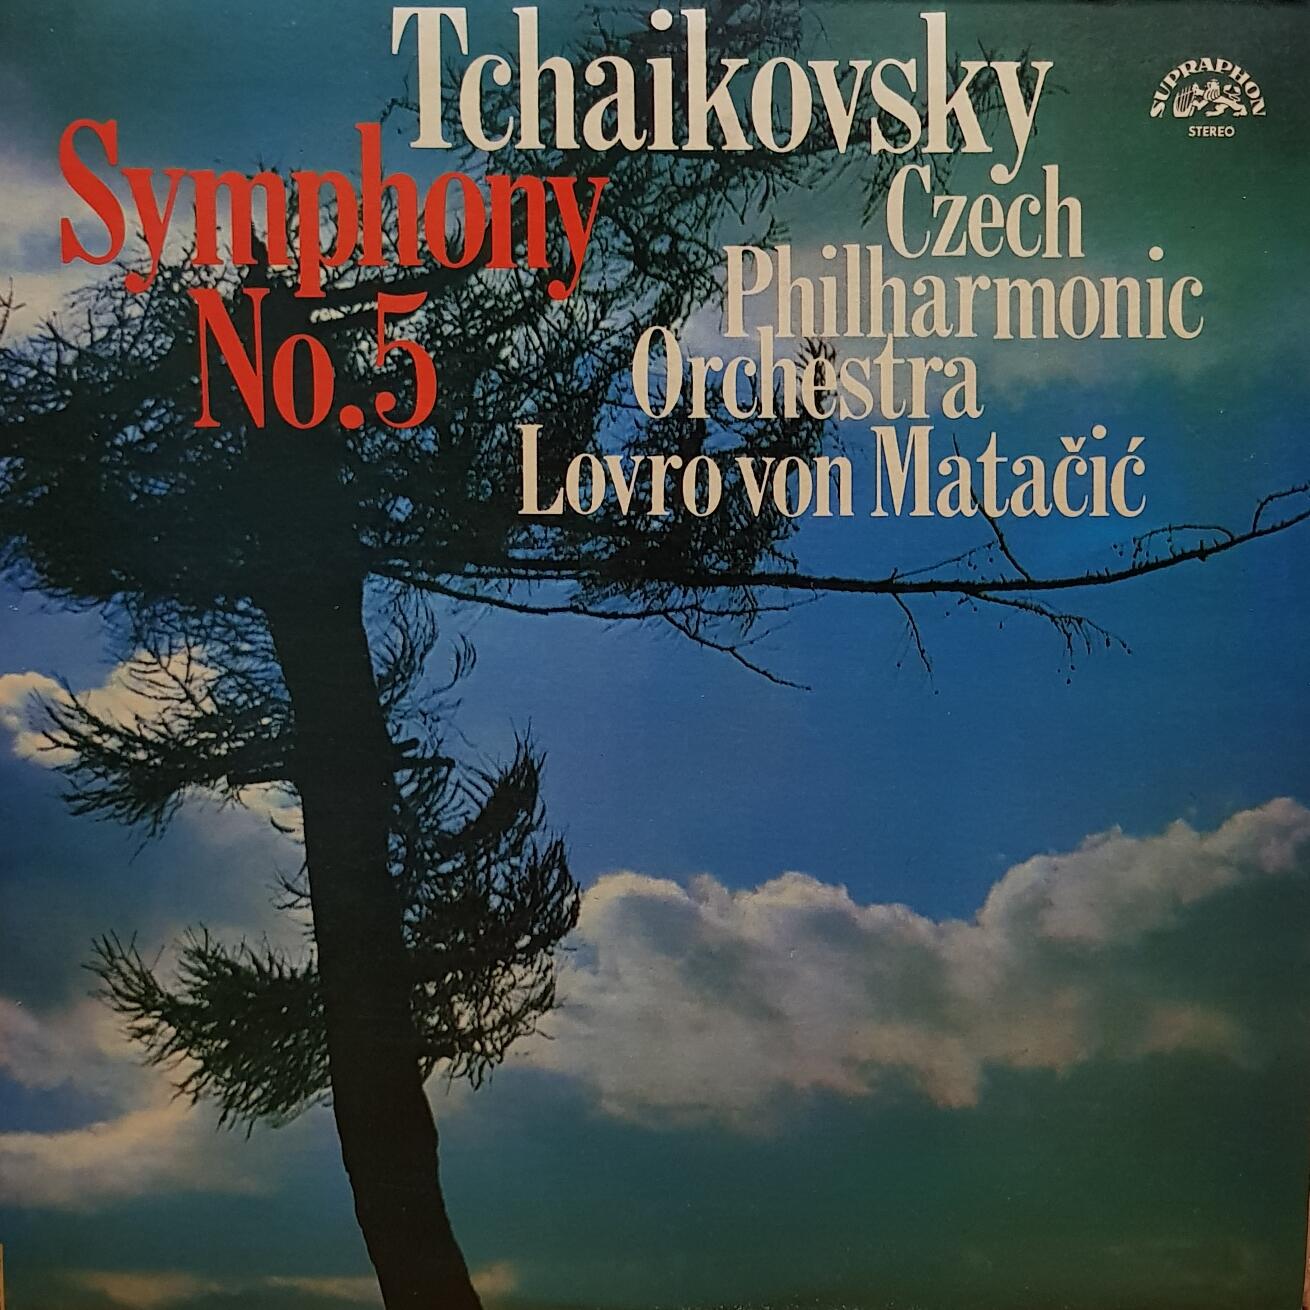 Tchaikovsky
SUPRAPHON
STEREO
Symphony
No.5
Czech
Philharmonic
Orchestra
Lovro von Matačić